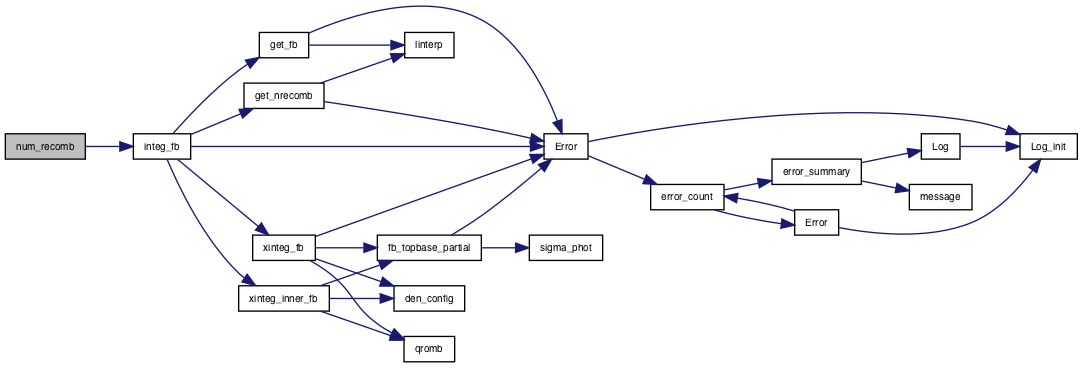 get_fb
linterp
get_nrecomb
num_recomb
integ_fb
Error
Log
Log_init
error_summary
error_count
message
Error
xinteg_fb
fb_topbase_partial
sigma_phot
xinteg_inner_fb
den_config
qromb